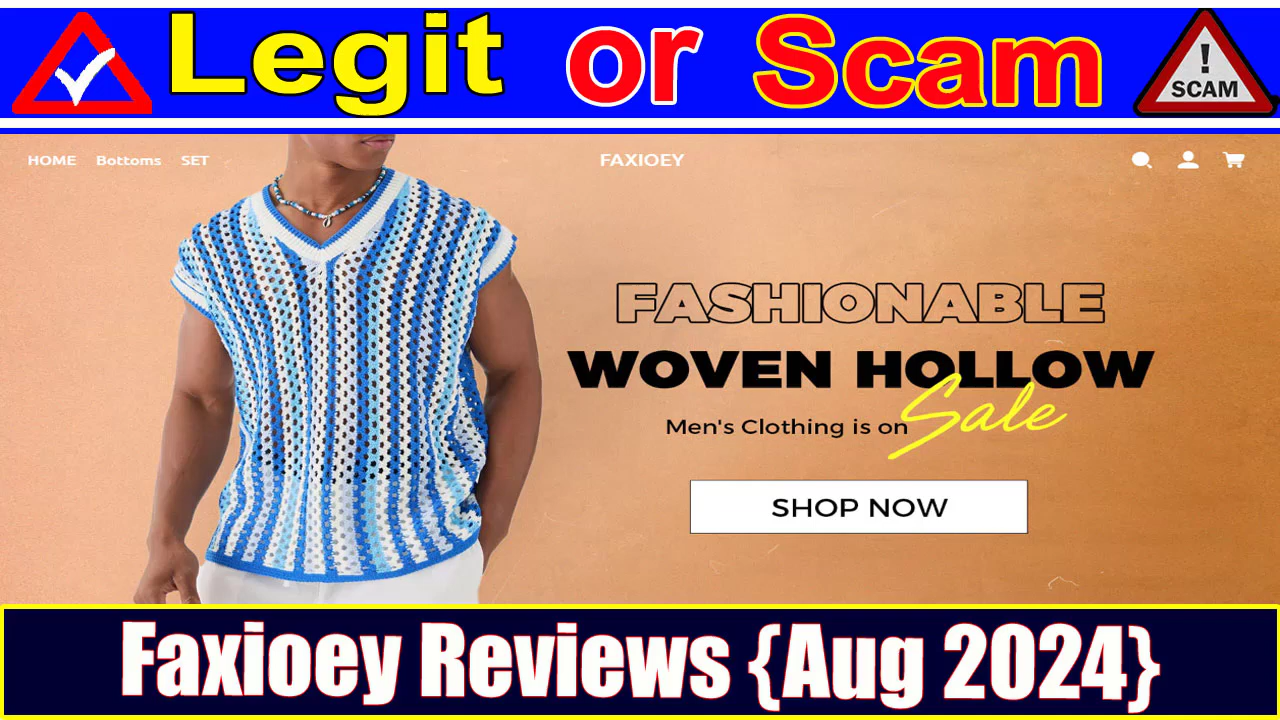 Legit or Scam
! SCAM
HOME Bottoms SET FAXIOEY
FASHIONABLE
WOVEN HOLLOW
Men's Clothing is on Sale
SHOP NOW
Faxioey Reviews {Aug 2024}